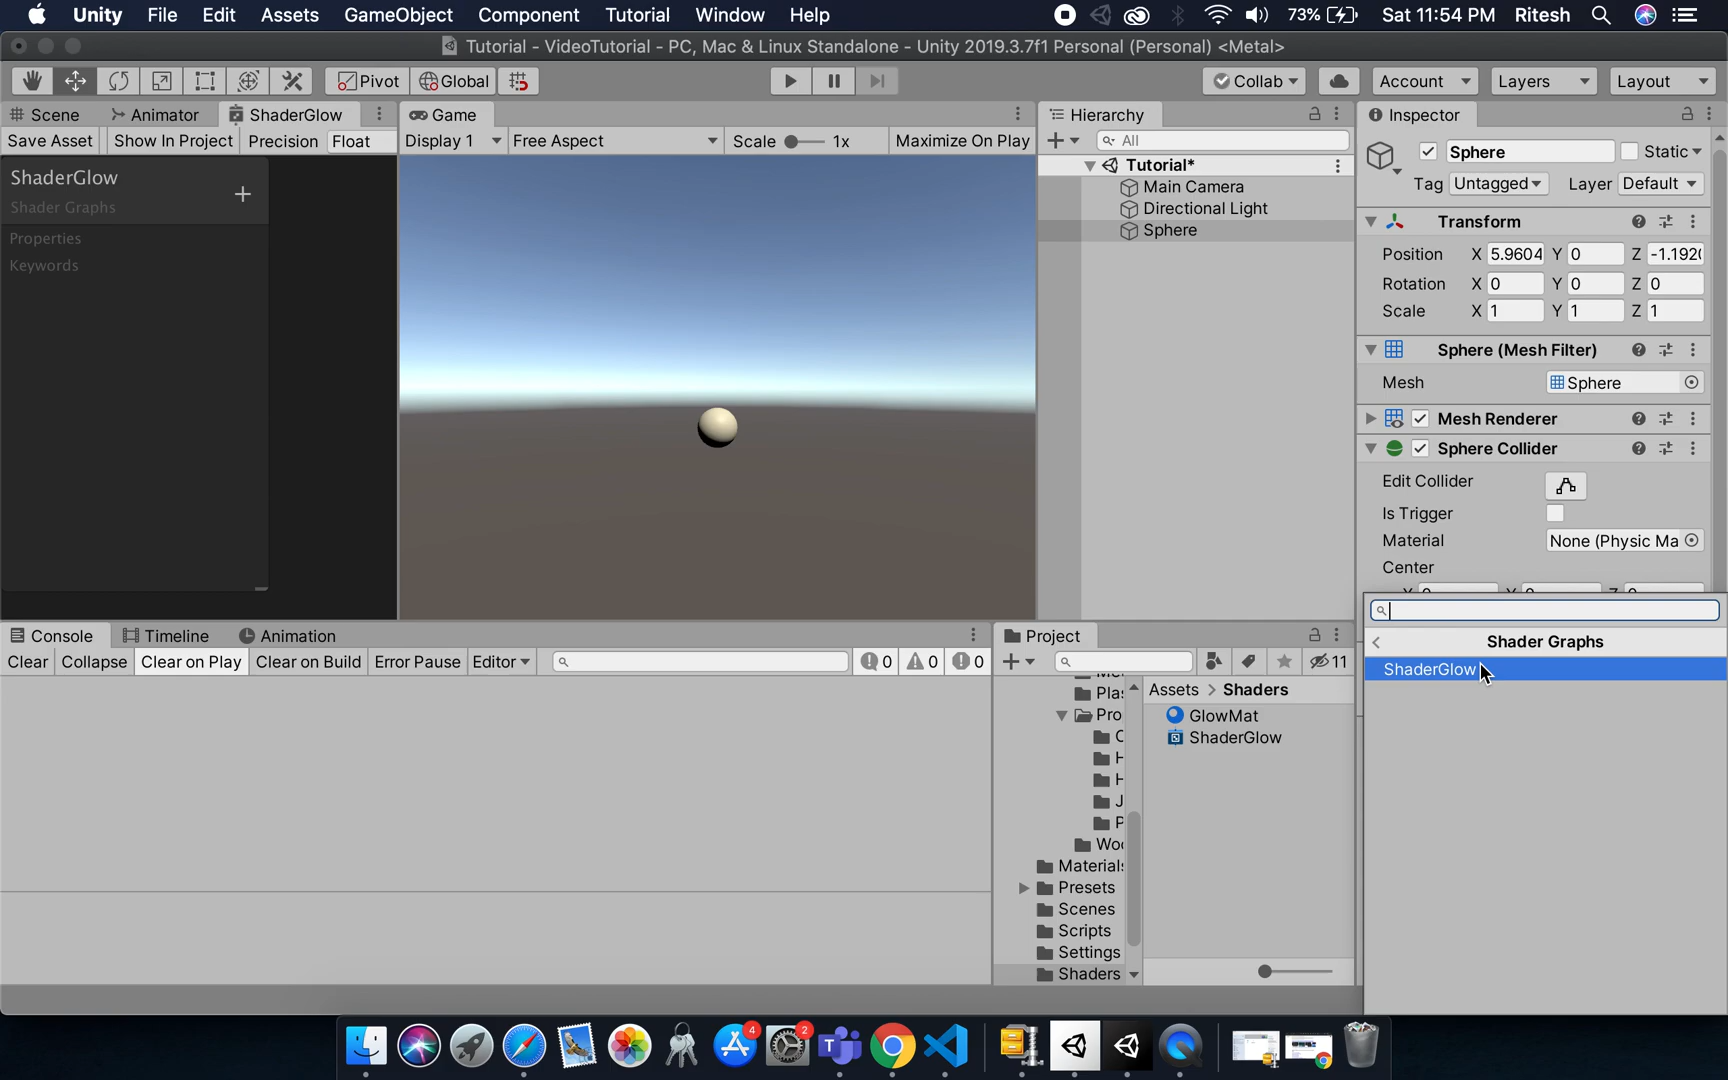 Unity File Edit Assets GameObject Component Tutorial Window Help 73% Sat 11:54 PM Ritesh
Tutorial - VideoTutorial - PC, Mac & Linux Standalone - Unity 2019.3.7f1 Personal (Personal) <Metal>
Pivot Global Collab Account Layers Layout
Scene Animator ShaderGlow Game Hierarchy Inspector
Save Asset Show In Project Precision Float Display 1 Free Aspect Scale 1x Maximize On Play All
ShaderGlow
Shader Graphs
Properties
Keywords
Tutorial*
Main Camera
Directional Light
Sphere
Sphere Static
Tag Untagged Layer Default
Transform
Position X 5.9604 Y 0 Z
Rotation X 0 Y 0 Z 0
Scale X 1 Y 1 Z 1
Sphere (Mesh Filter)
Mesh Sphere
Mesh Renderer
Sphere Collider
Edit Collider
Is Trigger
Material None (Physic Ma
Center
Shader Graphs
ShaderGlow
Console Timeline Animation
Clear Collapse Clear on Play Clear on Build Error Pause Editor 0 0 0
Project
11
Assets > Shaders
GlowMat
ShaderGlow
Pla
Pro
C
H
H
J
P
Wo
Materials
Presets
Scenes
Scripts
Settings
Shaders
4 2